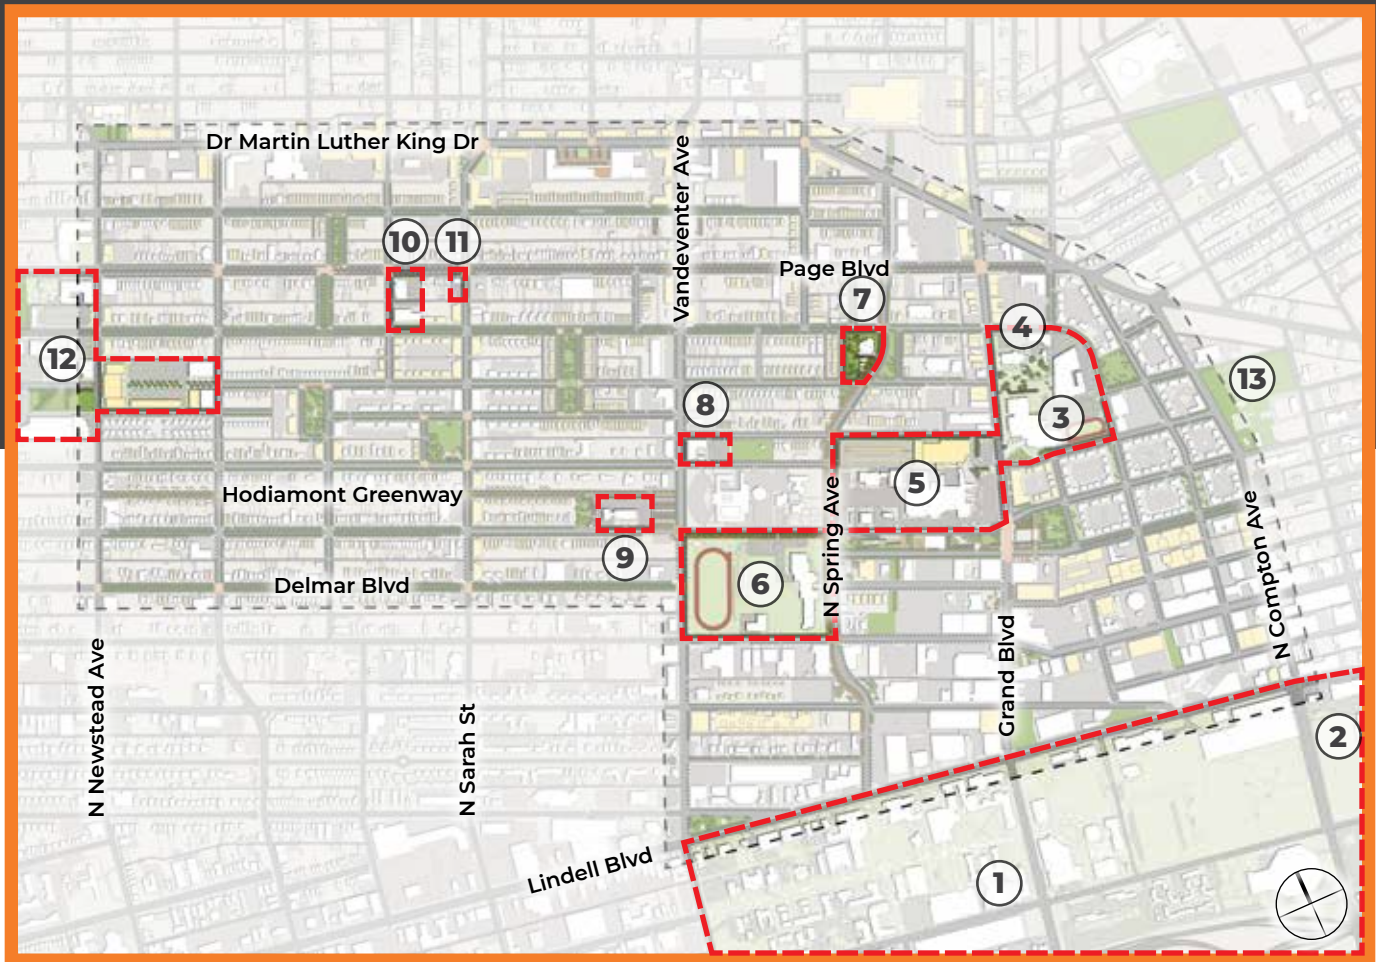 Dr Martin Luther King Dr
Vandeventer Ave
10
11
Page Blvd
7
4
12
13
8
3
Hodiamont Greenway
5
N Spring Ave
N Compton Ave
9
6
Delmar Blvd
N Newstead Ave
N Sarah St
Grand Blvd
2
Lindell Blvd
1